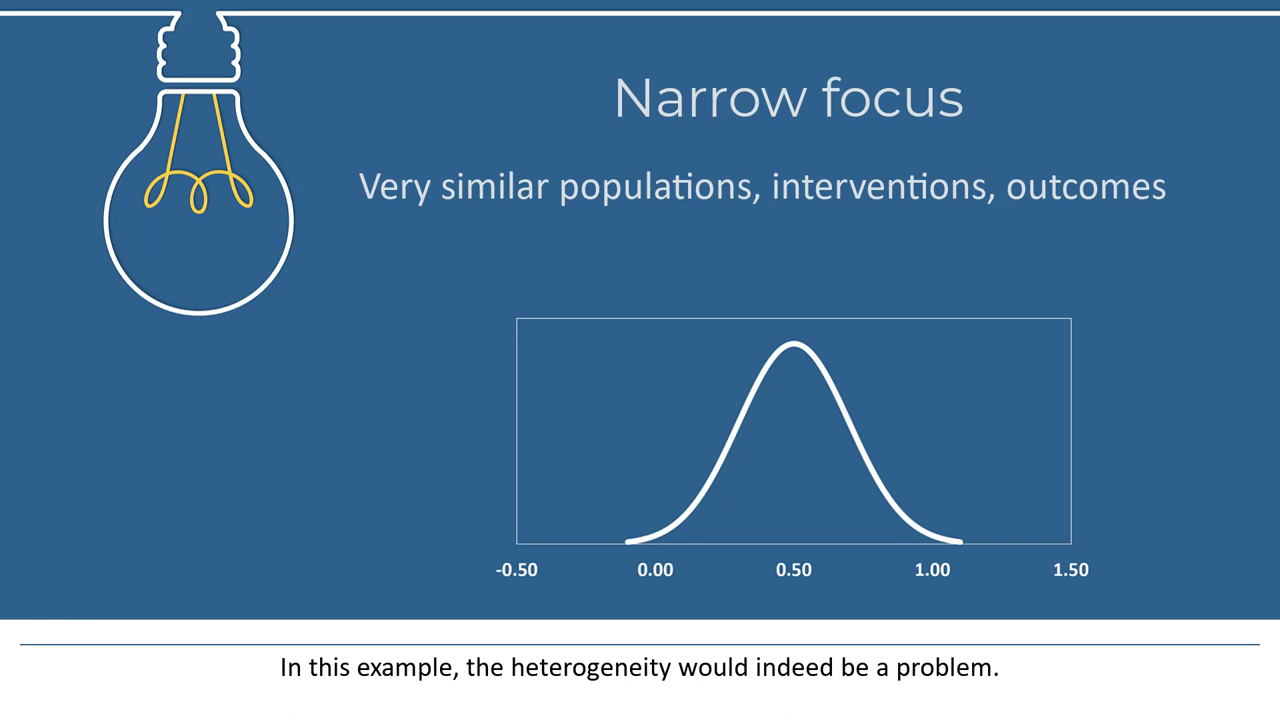 Narrow focus
Very similar populations, interventions, outcomes
-0.50 0.00 0.50 1.00 1.50
In this example, the heterogeneity would indeed be a problem.